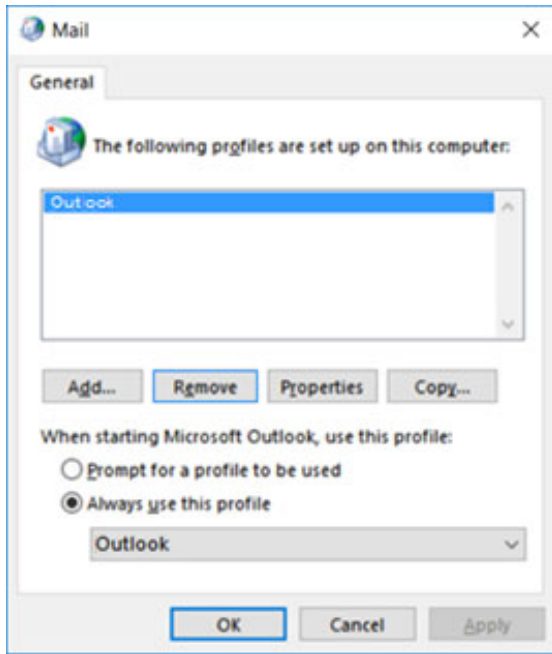 Mail
General
The following profiles are set up on this computer:
Outlook
Add... Remove Properties Copy...
When starting Microsoft Outlook, use this profile:
Prompt for a profile to be used
Always use this profile
Outlook
OK Cancel Apply